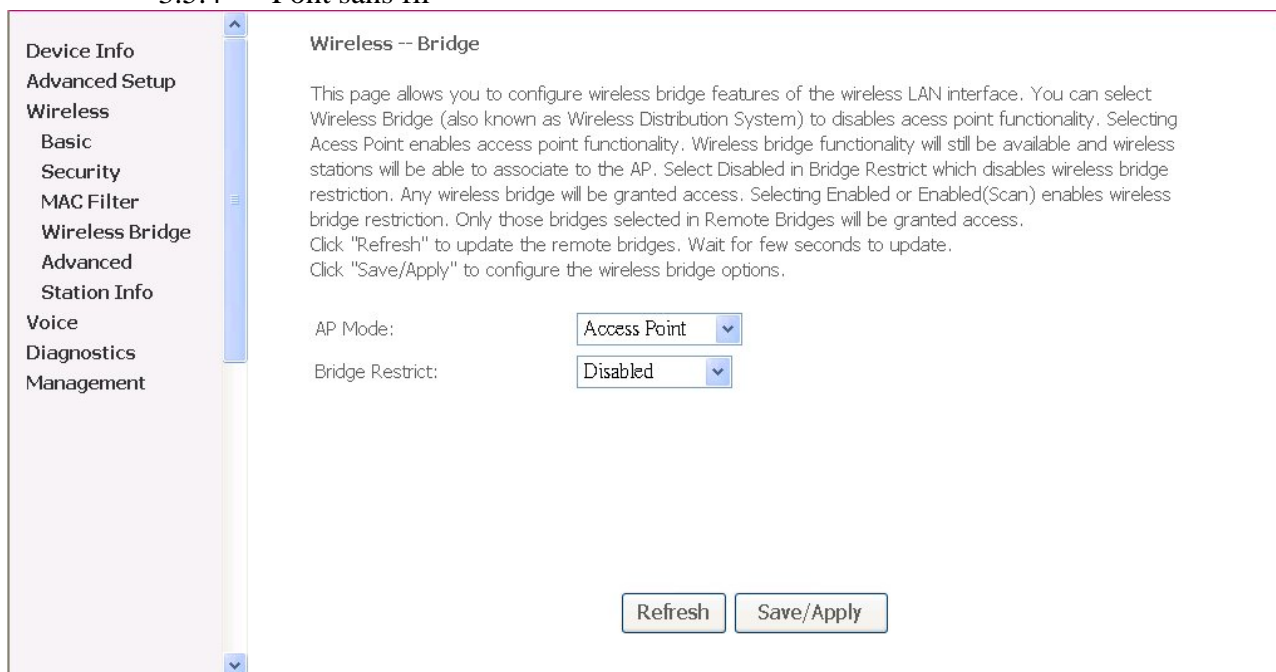 Device Info
Advanced Setup
Wireless
Basic
Security
MAC Filter
Wireless Bridge
Advanced
Station Info
Voice
Diagnostics
Management
Wireless -- Bridge
This page allows you to configure wireless bridge features of the wireless LAN interface. You can select
Wireless Bridge (also known as Wireless Distribution System) to disables acess point functionality. Selecting
Acess Point enables access point functionality. Wireless bridge functionality will still be available and wireless
stations will be able to associate to the AP. Select Disabled in Bridge Restrict which disables wireless bridge
restriction. Any wireless bridge will be granted access. Selecting Enabled or Enabled(Scan) enables wireless
bridge restriction. Only those bridges selected in Remote Bridges will be granted access.
Click "Refresh" to update the remote bridges. Wait for few seconds to update.
Click "Save/Apply" to configure the wireless bridge options.
AP Mode: Access Point
Bridge Restrict: Disabled
Refresh Save/Apply